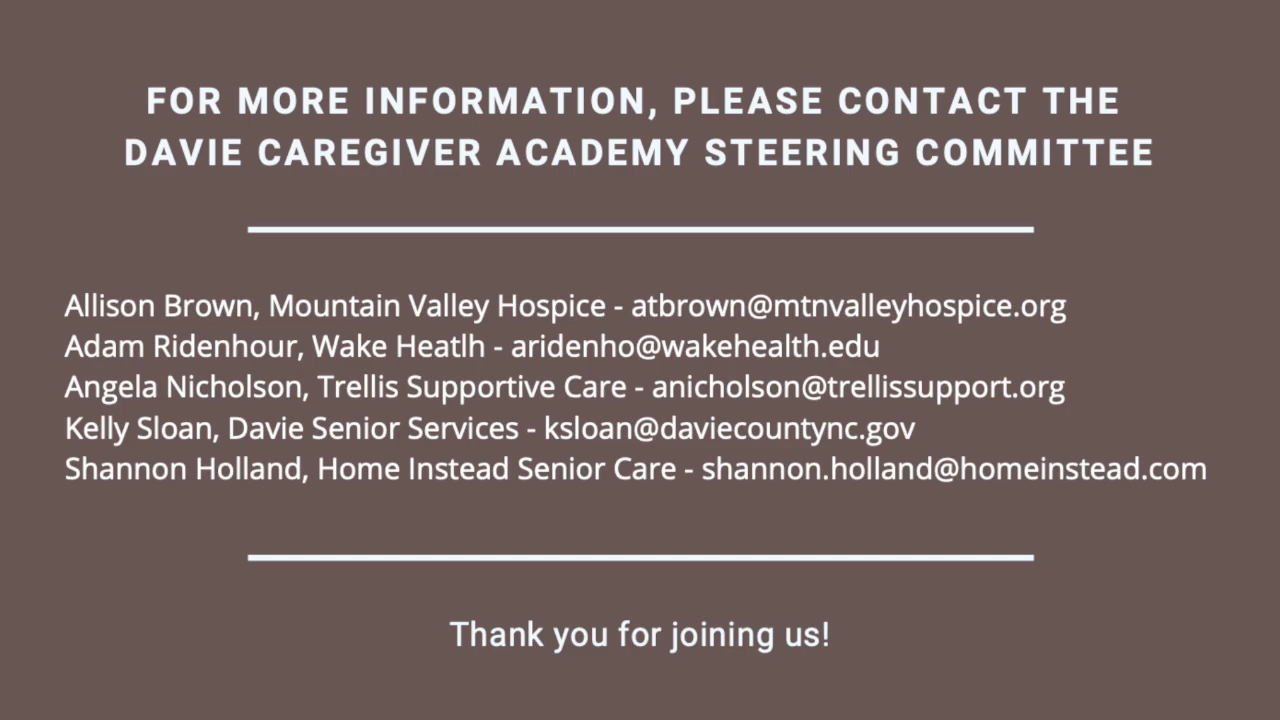 FOR MORE INFORMATION, PLEASE CONTACT THE
DAVIE CAREGIVER ACADEMY STEERING COMMITTEE
Allison Brown, Mountain Valley Hospice - atbrown@mtnvalleyhospice.org
Adam Ridenhour, Wake Heatlh - aridenho@wakehealth.edu
Angela Nicholson, Trellis Supportive Care - anicholson@trellissupport.org
Kelly Sloan, Davie Senior Services - ksloan@daviecountync.gov
Shannon Holland, Home Instead Senior Care - shannon.holland@homeinstead.com
Thank you for joining us!